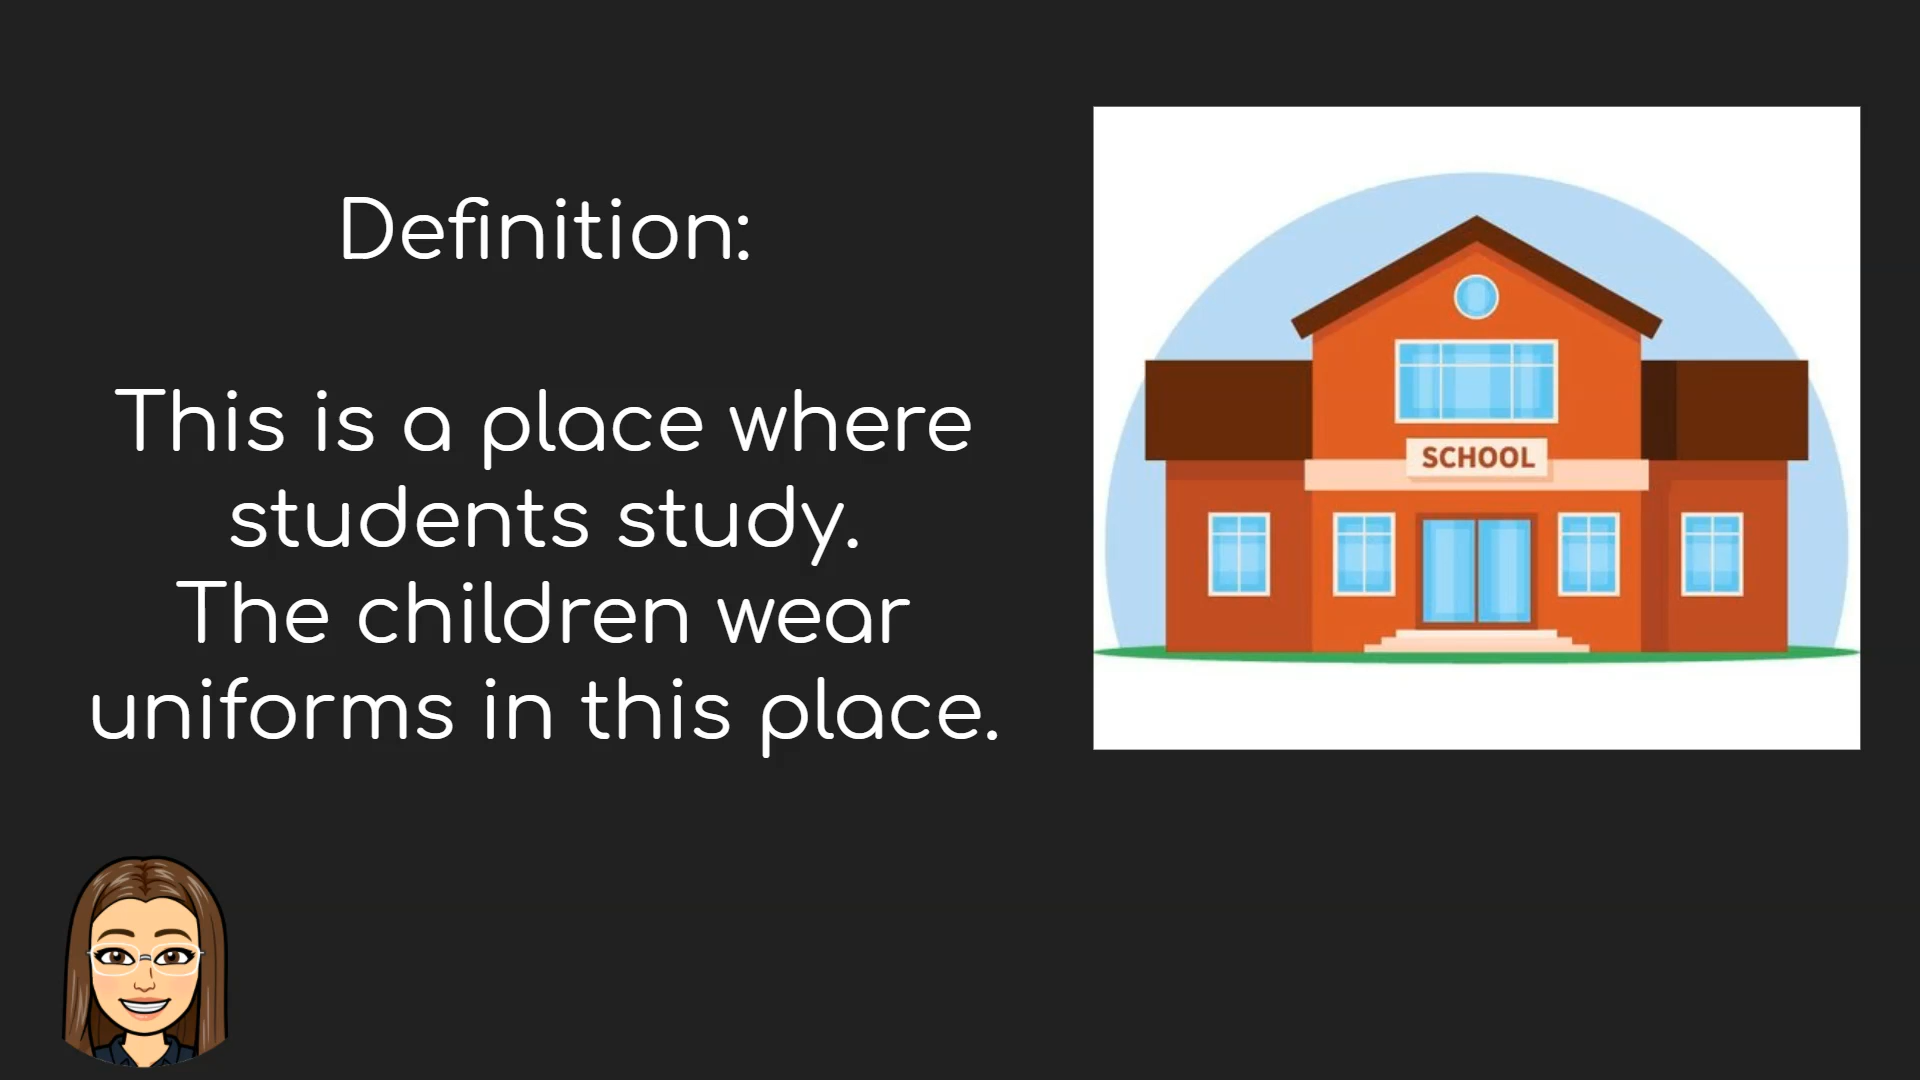 Definition:
This is a place where
students study.
The children wear
uniforms in this place.
SCHOOL